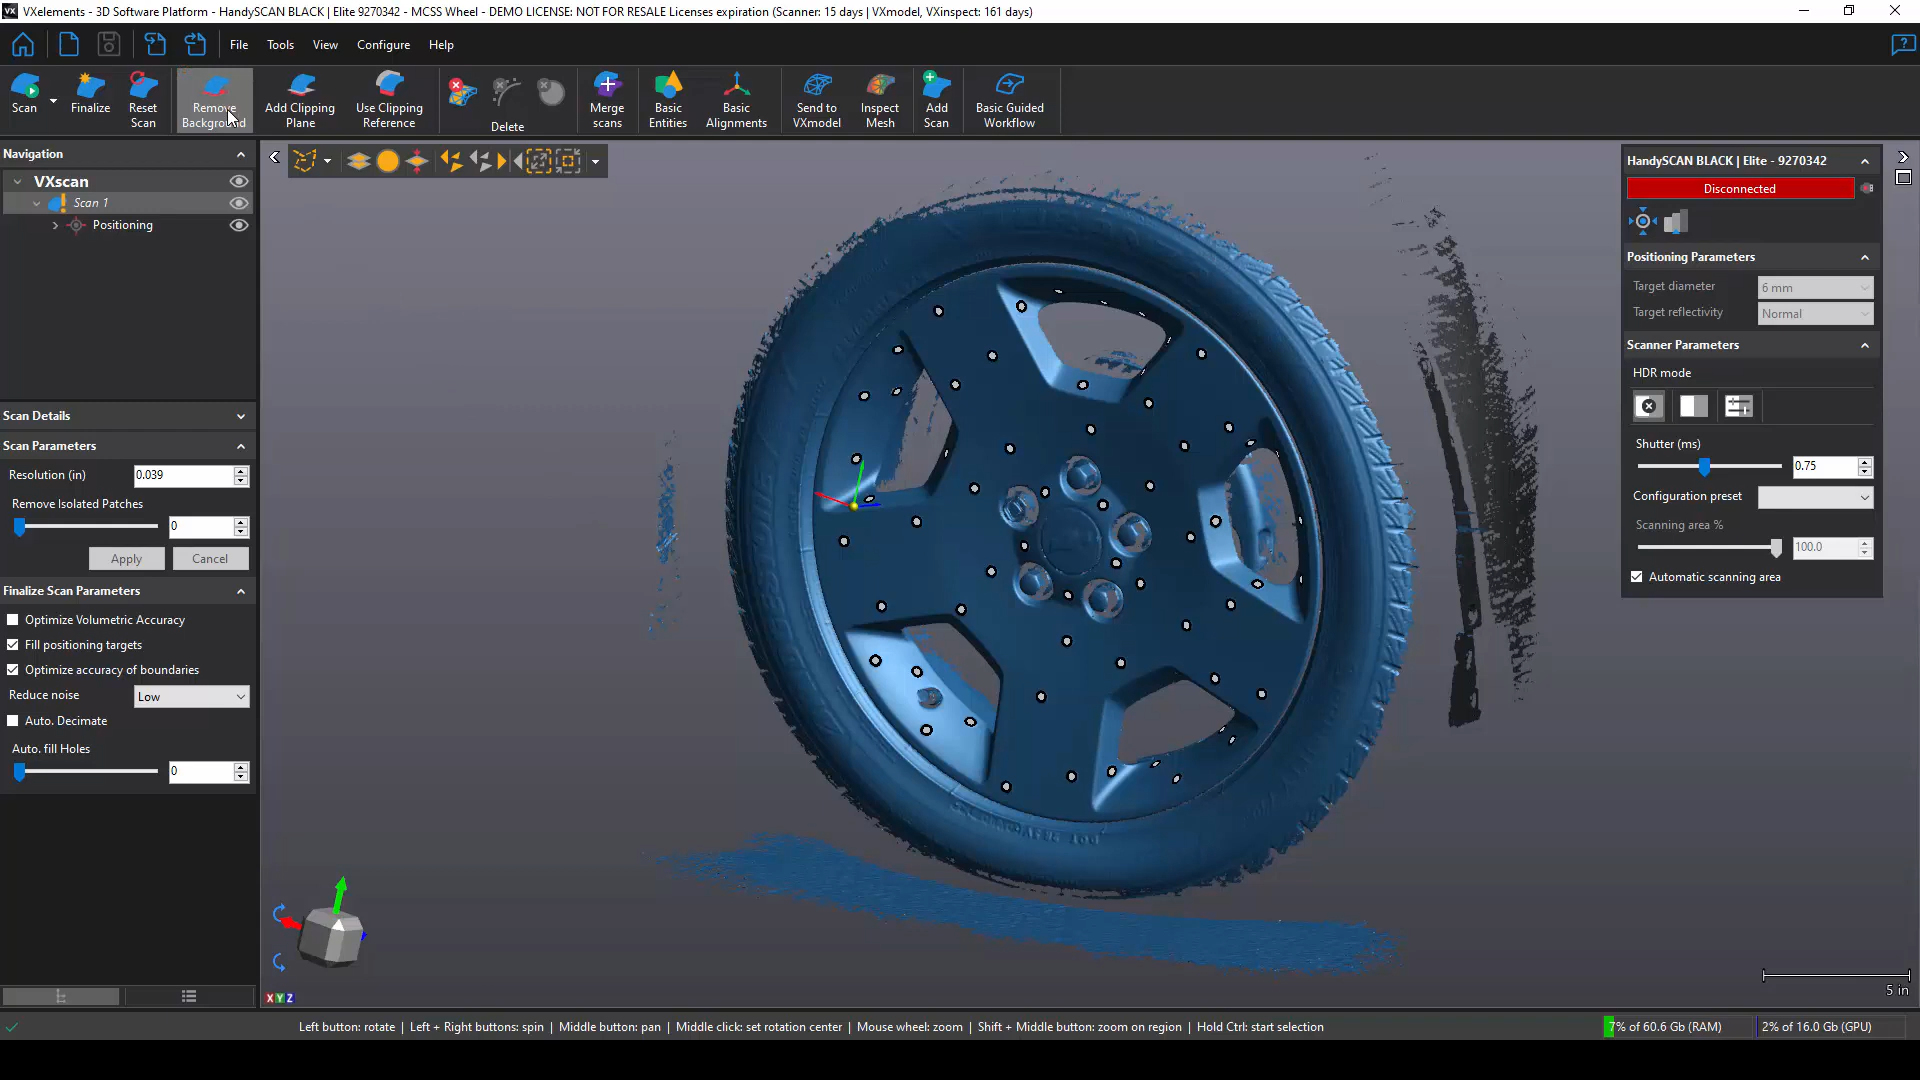 VX VXelements - 3D Software Platform - HandySCAN BLACK | Elite 9270342 - MCSS Wheel - DEMO LICENSE: NOT FOR RESALE Licenses expiration (Scanner: 15 days | VXmodel, VXinspect: 161 days)
File Tools View Configure Help
Scan
Finalize
Reset Scan
Remove Background
Add Clipping Plane
Use Clipping Reference
Delete
Merge scans
Basic Entities
Basic Alignments
Send to VXmodel
Inspect Mesh
Add Scan
Basic Guided Workflow
Navigation
VXscan
Scan 1
Positioning
Scan Details
Scan Parameters
Resolution (in) 0.039
Remove Isolated Patches
0
Apply Cancel
Finalize Scan Parameters
Optimize Volumetric Accuracy
Fill positioning targets
Optimize accuracy of boundaries
Reduce noise Low
Auto. Decimate
Auto. fill Holes
0
HandySCAN BLACK | Elite - 9270342
Disconnected
Positioning Parameters
Target diameter 6 mm
Target reflectivity Normal
Scanner Parameters
HDR mode
Shutter (ms)
0.75
Configuration preset
Scanning area %
100.0
Automatic scanning area
X Y Z
5 in
Left button: rotate | Left + Right buttons: spin | Middle button: pan | Middle click: set rotation center | Mouse wheel: zoom | Shift + Middle button: zoom on region | Hold Ctrl: start selection
7% of 60.6 Gb (RAM) 2% of 16.0 Gb (GPU)